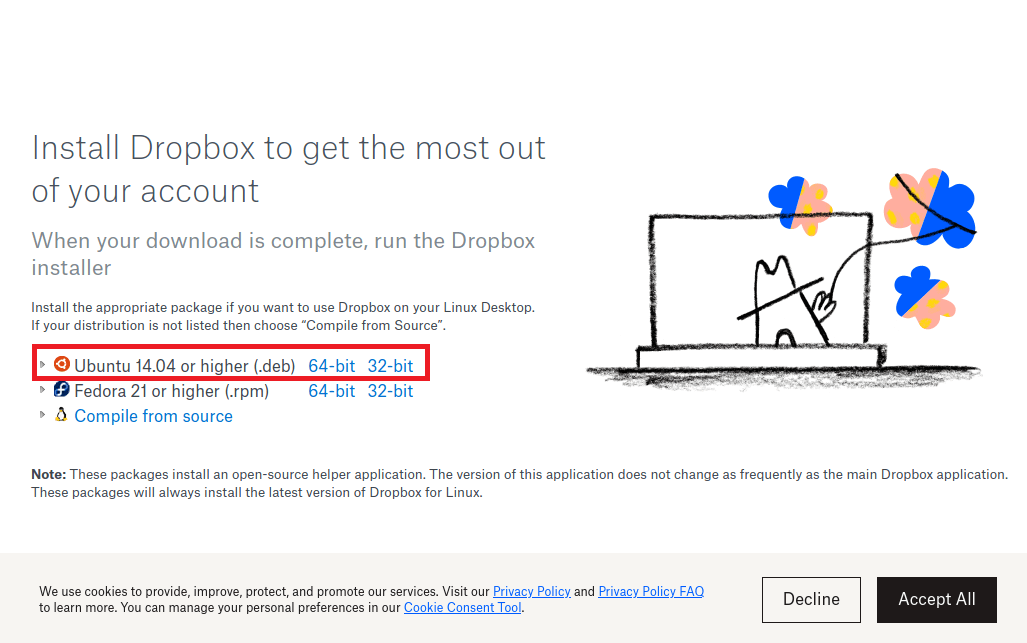 Install Dropbox to get the most out
of your account
When your download is complete, run the Dropbox
installer
Install the appropriate package if you want to use Dropbox on your Linux Desktop.
If your distribution is not listed then choose “Compile from Source”.
Ubuntu 14.04 or higher (.deb) 64-bit 32-bit
Fedora 21 or higher (.rpm) 64-bit 32-bit
Compile from source
Note: These packages install an open-source helper application. The version of this application does not change as frequently as the main Dropbox application.
These packages will always install the latest version of Dropbox for Linux.
We use cookies to provide, improve, protect, and promote our services. Visit our Privacy Policy and Privacy Policy FAQ
to learn more. You can manage your personal preferences in our Cookie Consent Tool.
Decline
Accept All